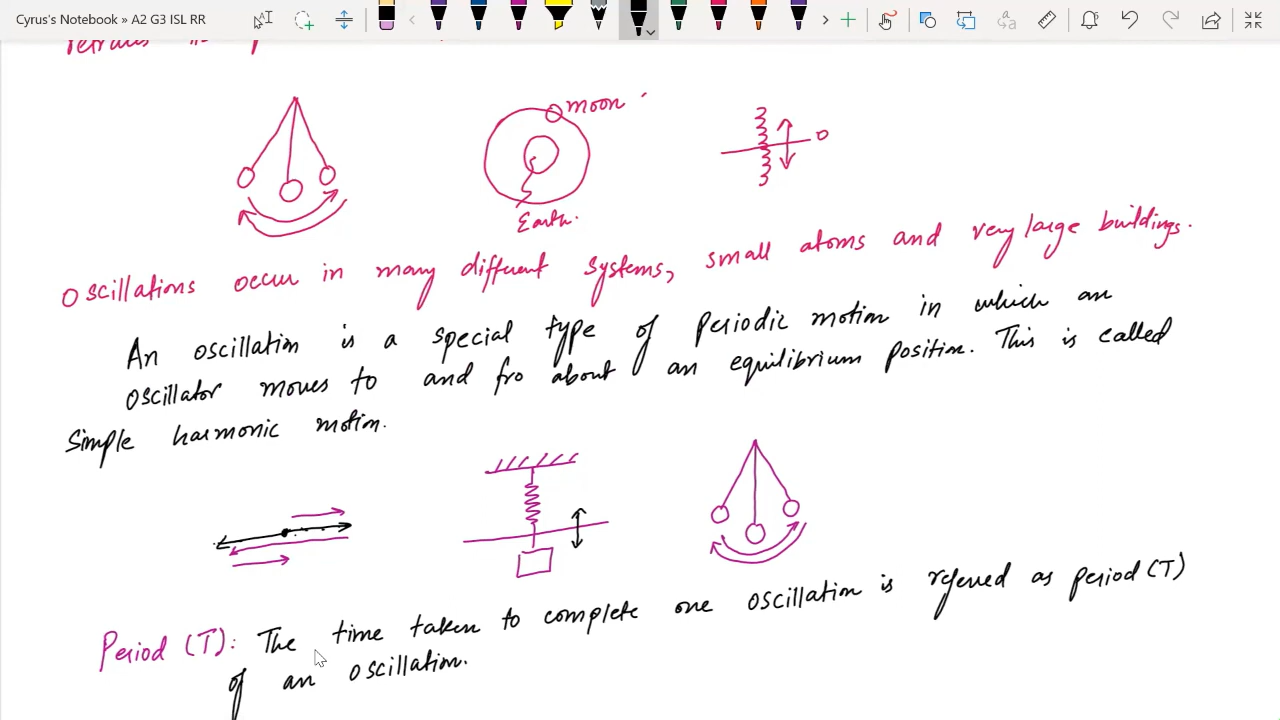 Cyrus's Notebook » A2 G3 ISL RR
moon
Earth.
Oscillations occur in many different systems, small atoms and very large buildings.
An oscillation is a special type of periodic motion in which an
oscillator moves to and fro about an equilibrium position. This is called
Simple harmonic motion.
Period (T): The time taken to complete one oscillation is referred as period (T)
of an oscillation.